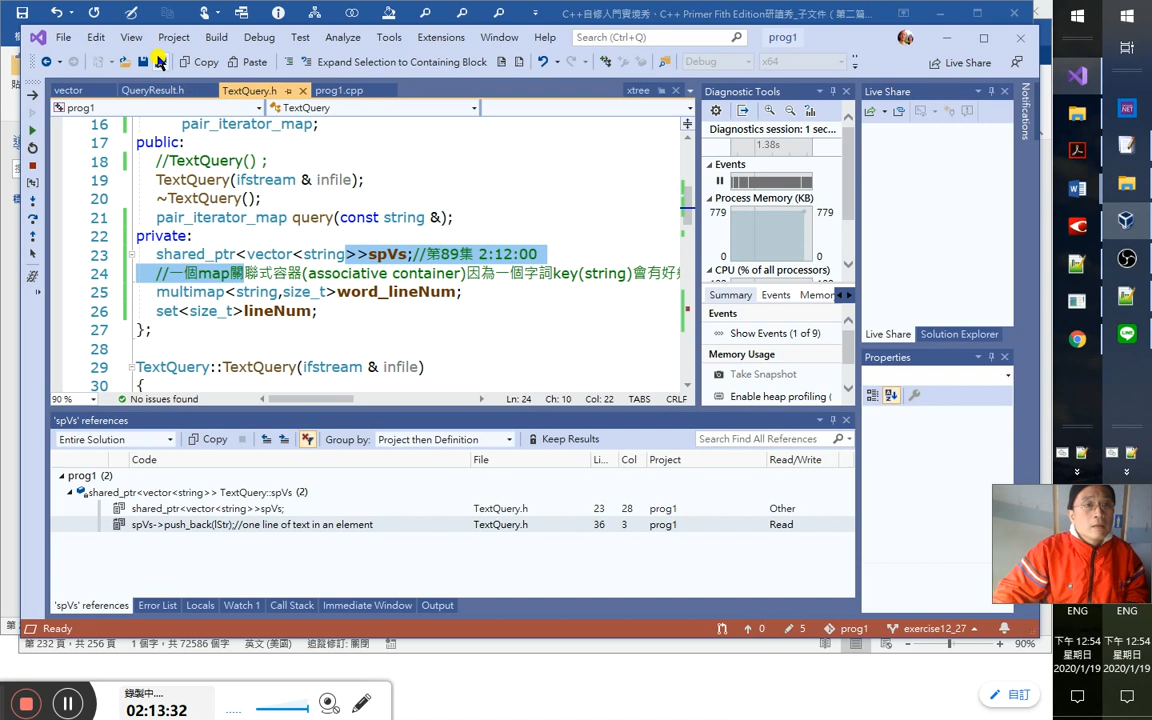 C++自修入門實境秀、C++ Primer Fith Edition研讀秀_子文件（第二篇...
File Edit View Project Build Debug Test Analyze Tools Extensions Window Help Search (Ctrl+Q) prog1
Copy Paste Expand Selection to Containing Block Debug x64 Live Share
vector QueryResult.h TextQuery.h prog1.cpp xtree
prog1 TextQuery
16 pair_iterator_map;
17 public:
18 //TextQuery() ;
19 TextQuery(ifstream & infile);
20 ~TextQuery();
21 pair_iterator_map query(const string &);
22 private:
23 shared_ptr<vector<string>>spVs;//第89集 2:12:00
24 //一個map關聯式容器(associative container)因為一個字詞key(string)會有好
25 multimap<string,size_t>word_lineNum;
26 set<size_t>lineNum;
27 };
28
29 TextQuery::TextQuery(ifstream & infile)
30 {
90 % No issues found Ln: 24 Ch: 10 Col: 22 TABS CRLF
Diagnostic Tools
Diagnostics session: 1 sec...
1.38s
Events
Process Memory (KB)
779 779
0 0
CPU (% of all processors)
Summary Events Memor
Events
Show Events (1 of 9)
Memory Usage
Take Snapshot
Enable heap profiling (
Live Share
Live Share Solution Explorer
Properties
Notifications
'spVs' references
Entire Solution Copy Group by: Project then Definition Keep Results Search Find All References
Code File Li... Col Project Read/Write
prog1 (2)
shared_ptr<vector<string>> TextQuery::spVs (2)
shared_ptr<vector<string>>spVs; TextQuery.h 23 28 prog1 Other
spVs->push_back(lStr);//one line of text in an element TextQuery.h 36 3 prog1 Read
'spVs' references Error List Locals Watch 1 Call Stack Immediate Window Output
Ready 0 5 prog1 exercise12_27
第 232 頁，共 256 頁 1 個字，共 72586 個字 英文 (美國) 追蹤修訂: 關閉 90%
錄製中...
02:13:32
自訂
ENG ENG
下午 12:54 下午 12:54
星期日 星期日
2020/1/19 2020/1/19